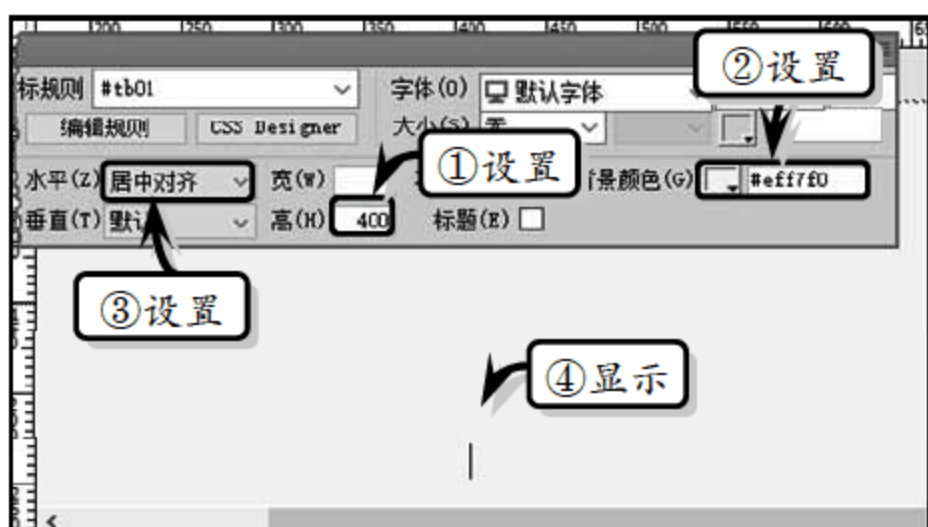 200 250 300 350 400 450 500 550 600
标规则 #tb01 字体(O) 默认字体 ②设置
编辑规则 CSS Designer 大小(S) 无
①设置
水平(Z) 居中对齐 宽(W) 背景颜色(G) #eff7f0
垂直(T) 默认 高(H) 400 标题(E)
③设置
④显示